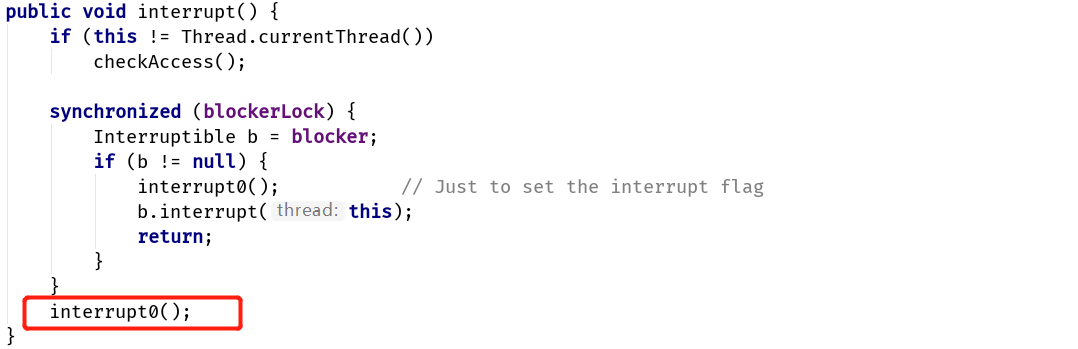 public void interrupt() {
    if (this != Thread.currentThread())
        checkAccess();
    synchronized (blockerLock) {
        Interruptible b = blocker;
        if (b != null) {
            interrupt0();           // Just to set the interrupt flag
            b.interrupt( thread: this);
            return;
        }
    }
    interrupt0();
}